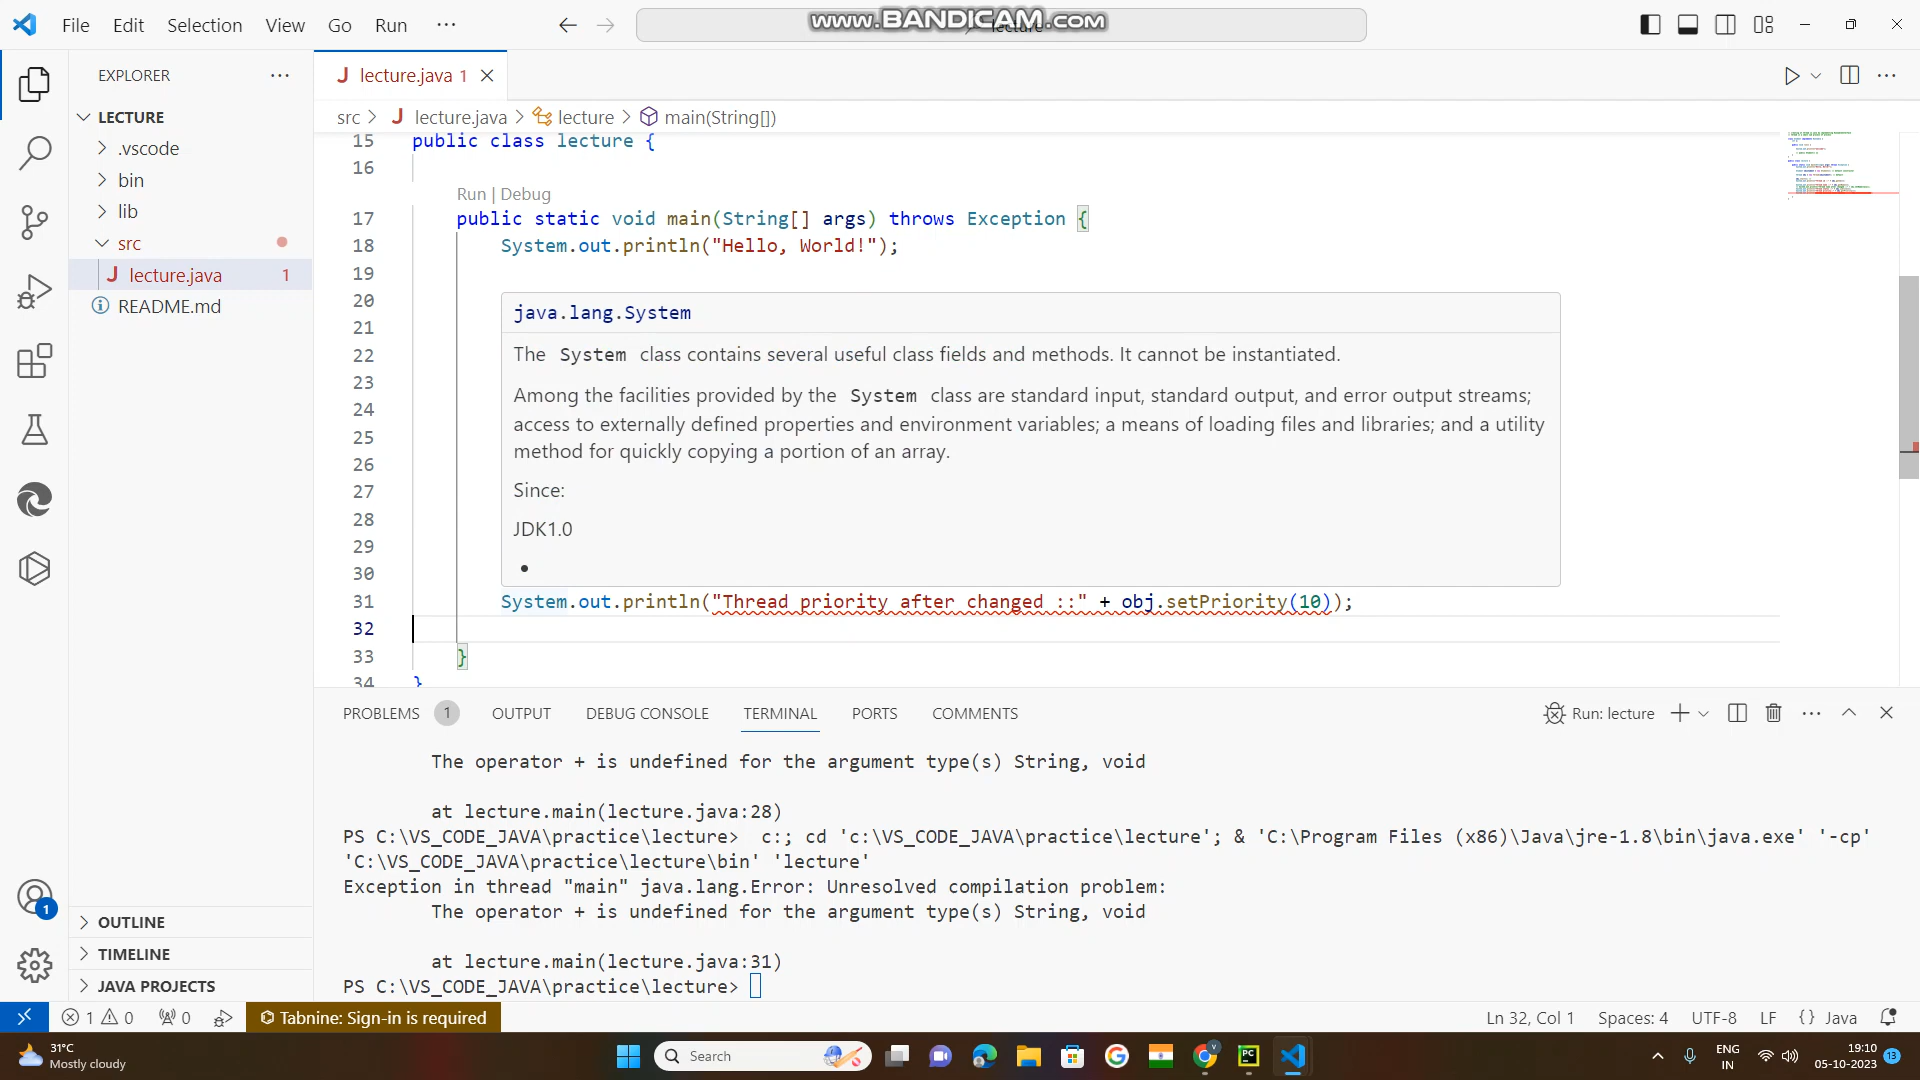 File Edit Selection View Go Run ...
www.BANDICAM.com
lecture
EXPLORER
LECTURE
.vscode
bin
lib
src
lecture.java 1
README.md
OUTLINE
TIMELINE
JAVA PROJECTS
lecture.java 1
src > lecture.java > lecture > main(String[])
15 public class lecture {
16
Run | Debug
17 public static void main(String[] args) throws Exception {
18 System.out.println("Hello, World!");
19
20
21
22
23
24
25
26
27
28
29
30
java.lang.System
The System class contains several useful class fields and methods. It cannot be instantiated.
Among the facilities provided by the System class are standard input, standard output, and error output streams;
access to externally defined properties and environment variables; a means of loading files and libraries; and a utility
method for quickly copying a portion of an array.
Since:
JDK1.0
31 System.out.println("Thread priority after changed ::" + obj.setPriority(10));
32
33 }
34 }
PROBLEMS 1 OUTPUT DEBUG CONSOLE TERMINAL PORTS COMMENTS
Run: lecture
The operator + is undefined for the argument type(s) String, void
at lecture.main(lecture.java:28)
PS C:\VS_CODE_JAVA\practice\lecture> c:; cd 'c:\VS_CODE_JAVA\practice\lecture'; & 'C:\Program Files (x86)\Java\jre-1.8\bin\java.exe' '-cp'
'C:\VS_CODE_JAVA\practice\lecture\bin' 'lecture'
Exception in thread "main" java.lang.Error: Unresolved compilation problem:
The operator + is undefined for the argument type(s) String, void
at lecture.main(lecture.java:31)
PS C:\VS_CODE_JAVA\practice\lecture>
1
1 0 0 Tabnine: Sign-in is required
Ln 32, Col 1 Spaces: 4 UTF-8 LF {} Java
31°C
Mostly cloudy
Search
ENG
IN
19:10
05-10-2023
13